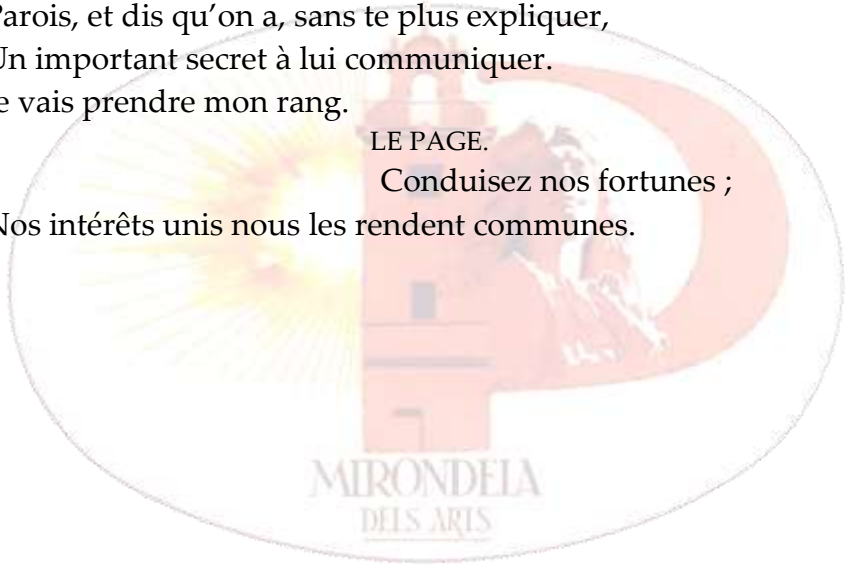 Parois, et dis qu’on a, sans te plus expliquer,
Un important secret à lui communiquer.
e vais prendre mon rang.
LE PAGE.
Conduisez nos fortunes ;
Nos intérêts unis nous les rendent communes.
MIRONDELA
DELS ARTS